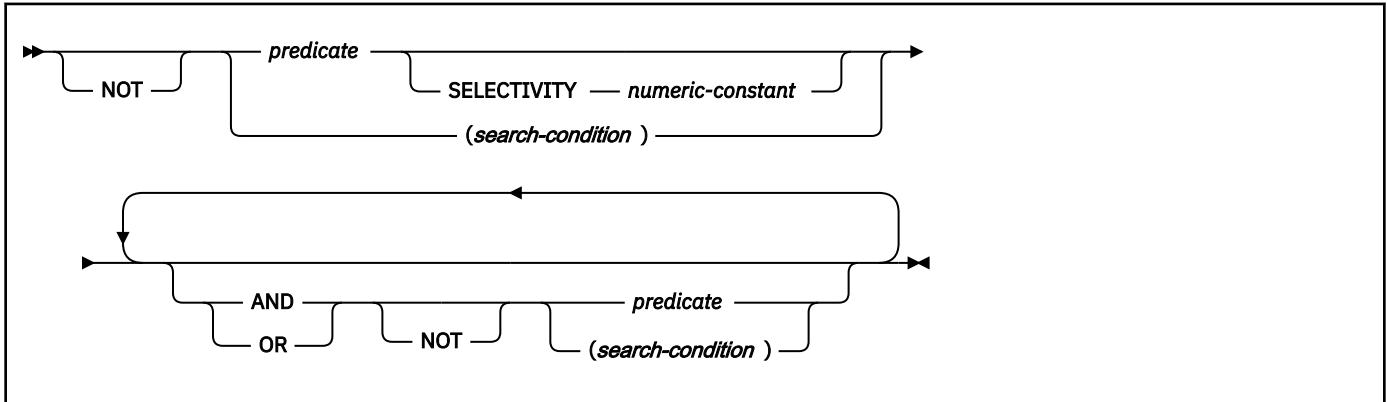 predicate
NOT
SELECTIVITY numeric-constant
(search-condition )
AND predicate
OR NOT (search-condition )